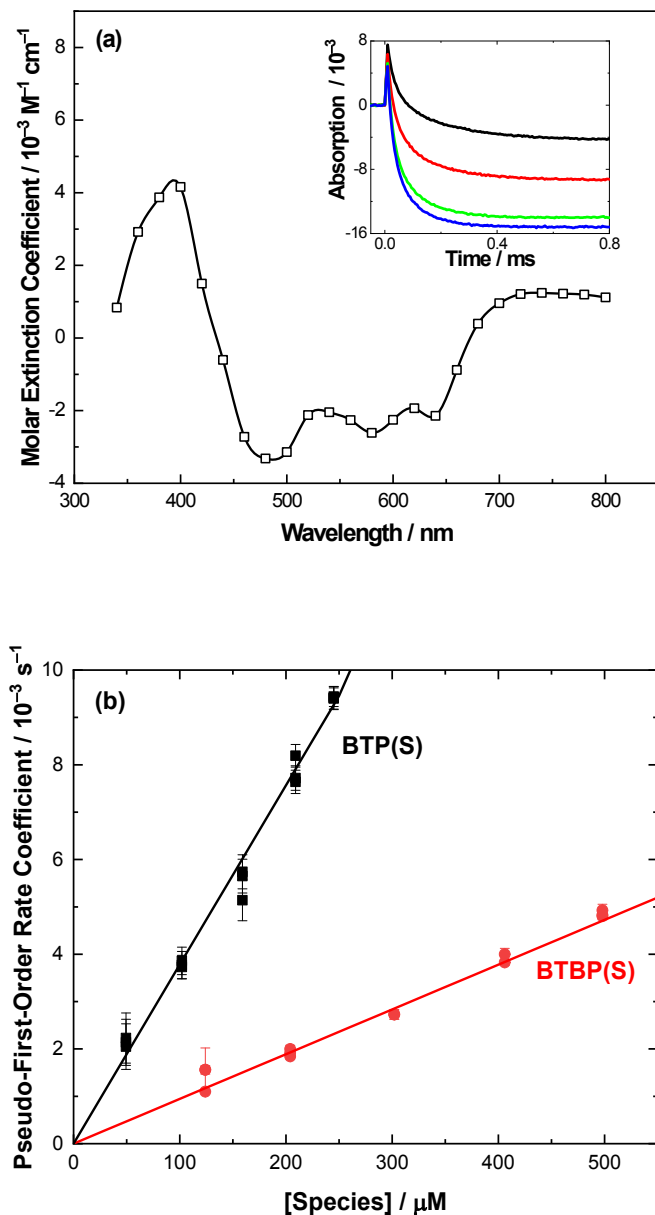 (a)
Molar Extinction Coefficient / 10⁻³ M⁻¹ cm⁻¹
8
6
4
2
0
-2
-4
300 400 500 600 700 800
Wavelength / nm
Absorption / 10⁻³
8
0
-8
-16
0.0 0.4 0.8
Time / ms
(b)
Pseudo-First-Order Rate Coefficient / 10⁻³ s⁻¹
10
8
6
4
2
0
BTP(S)
BTBP(S)
0 100 200 300 400 500
[Species] / μM